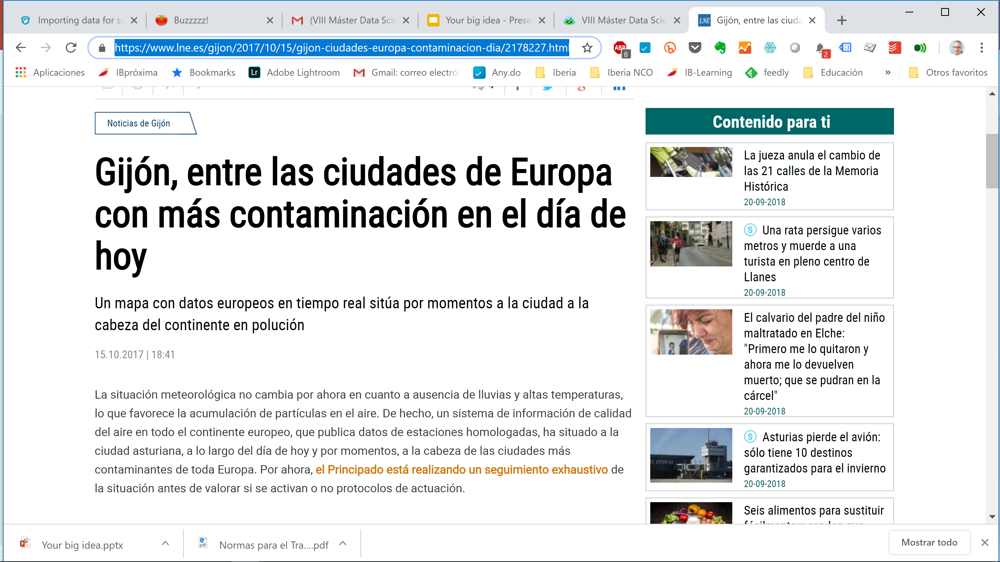 Importing data for su
Buzzzzz!
(VIII Máster Data Scie
Your big idea - Prese
VIII Máster Data Scie
LNE
Gijón, entre las ciuda
https://www.lne.es/gijon/2017/10/15/gijon-ciudades-europa-contaminacion-dia/2178227.html
ABP
8
2
Aplicaciones
IBpróxima
Bookmarks
Lr
Adobe Lightroom
Gmail: correo electró
Any.do
Iberia
Iberia NCO
IB-Learning
feedly
Educación
»
Otros favoritos
Noticias de Gijón
Gijón, entre las ciudades de Europa
con más contaminación en el día de
hoy
Un mapa con datos europeos en tiempo real sitúa por momentos a la ciudad a la
cabeza del continente en polución
15.10.2017 | 18:41
La situación meteorológica no cambia por ahora en cuanto a ausencia de lluvias y altas temperaturas,
lo que favorece la acumulación de partículas en el aire. De hecho, un sistema de información de calidad
del aire en todo el continente europeo, que publica datos de estaciones homologadas, ha situado a la
ciudad asturiana, a lo largo del día de hoy y por momentos, a la cabeza de las ciudades más
contaminantes de toda Europa. Por ahora, el Principado está realizando un seguimiento exhaustivo de
la situación antes de valorar si se activan o no protocolos de actuación.
Contenido para ti
La jueza anula el cambio de
las 21 calles de la Memoria
Histórica
20-09-2018
S Una rata persigue varios
metros y muerde a una
turista en pleno centro de
Llanes
20-09-2018
El calvario del padre del niño
maltratado en Elche:
"Primero me lo quitaron y
ahora me lo devuelven
muerto; que se pudran en la
cárcel"
20-09-2018
DE ASTURIAS
S Asturias pierde el avión:
sólo tiene 10 destinos
garantizados para el invierno
20-09-2018
Seis alimentos para sustituir
Your big idea.pptx
pdf
Normas para el Tra....pdf
Mostrar todo